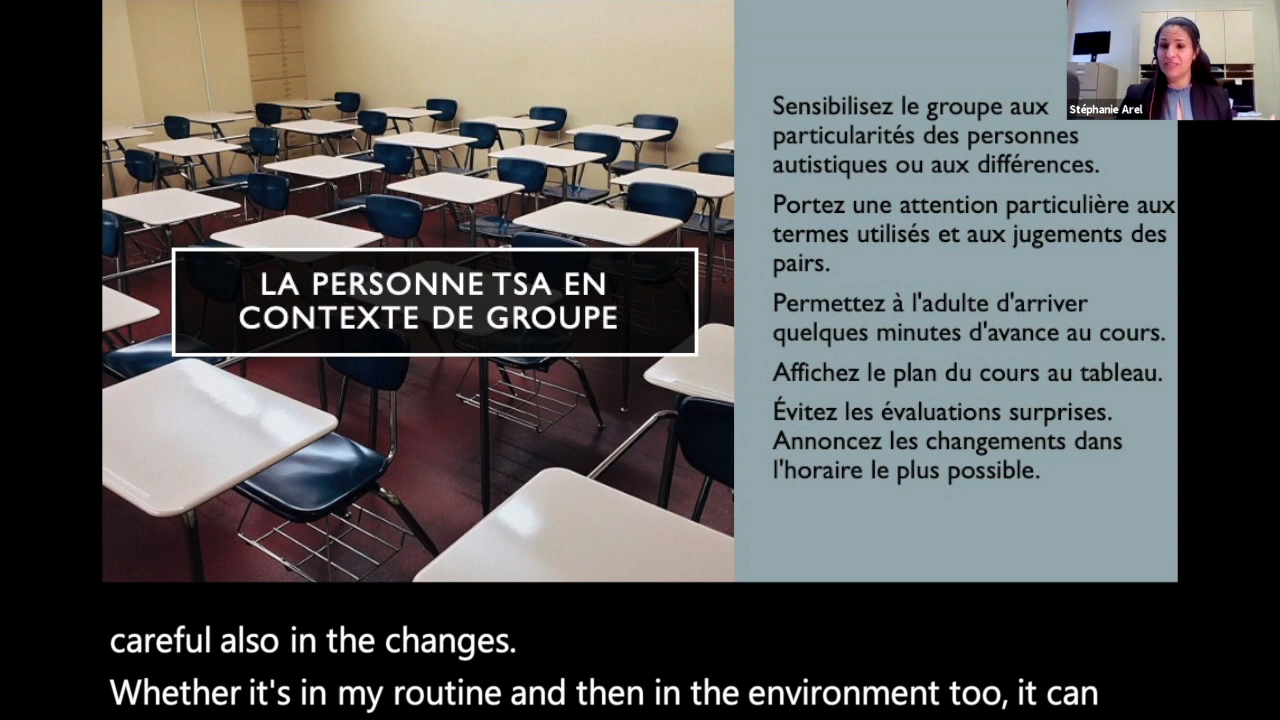 LA PERSONNE TSA EN
CONTEXTE DE GROUPE
Sensibilisez le groupe aux
particularités des personnes
autistiques ou aux différences.
Portez une attention particulière aux
termes utilisés et aux jugements des
pairs.
Permettez à l'adulte d'arriver
quelques minutes d'avance au cours.
Affichez le plan du cours au tableau.
Évitez les évaluations surprises.
Annoncez les changements dans
l'horaire le plus possible.
Stéphanie Arel
careful also in the changes.
Whether it's in my routine and then in the environment too, it can